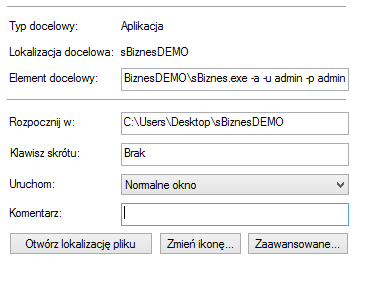 Typ docelowy: Aplikacja
Lokalizacja docelowa: sBiznesDEMO
Element docelowy: BiznesDEMO\sBiznes.exe -a -u admin -p admin
Rozpocznij w: C:\Users\Desktop\sBiznesDEMO
Klawisz skrótu: Brak
Uruchom: Normalne okno
Komentarz:
Otwórz lokalizację pliku Zmień ikonę... Zaawansowane...